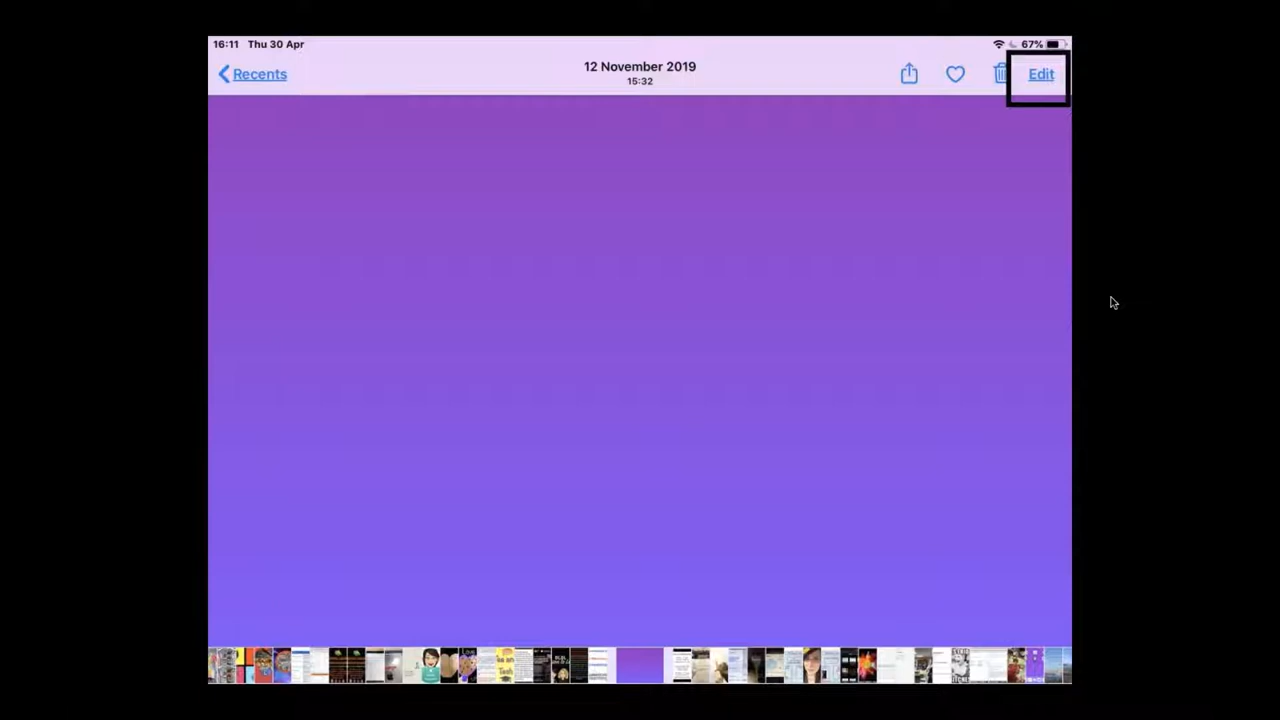 16:11 Thu 30 Apr
67%
Recents
12 November 2019
15:32
Edit